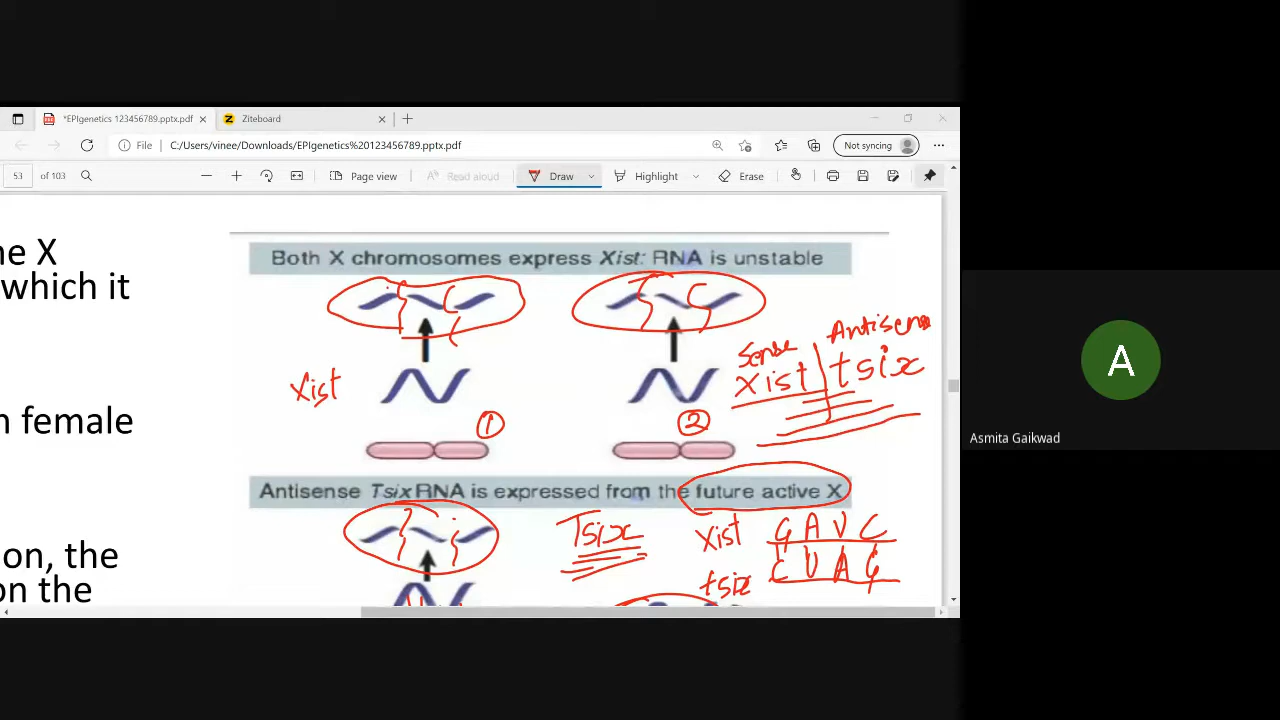 *EPIgenetics 123456789.pptx.pdf
Ziteboard
File
C:/Users/vinee/Downloads/EPIgenetics%20123456789.pptx.pdf
Not syncing
53 of 103
Page view
Read aloud
Draw
Highlight
Erase
ne X
which it
n female
on, the
on the
Both X chromosomes express Xist: RNA is unstable
Sense
Xist
Xist
tsix
1
2
Antisense Tsix RNA is expressed from the future active X
Tsix
Xist
G A U C
C U A G
tsix
A
Asmita Gaikwad